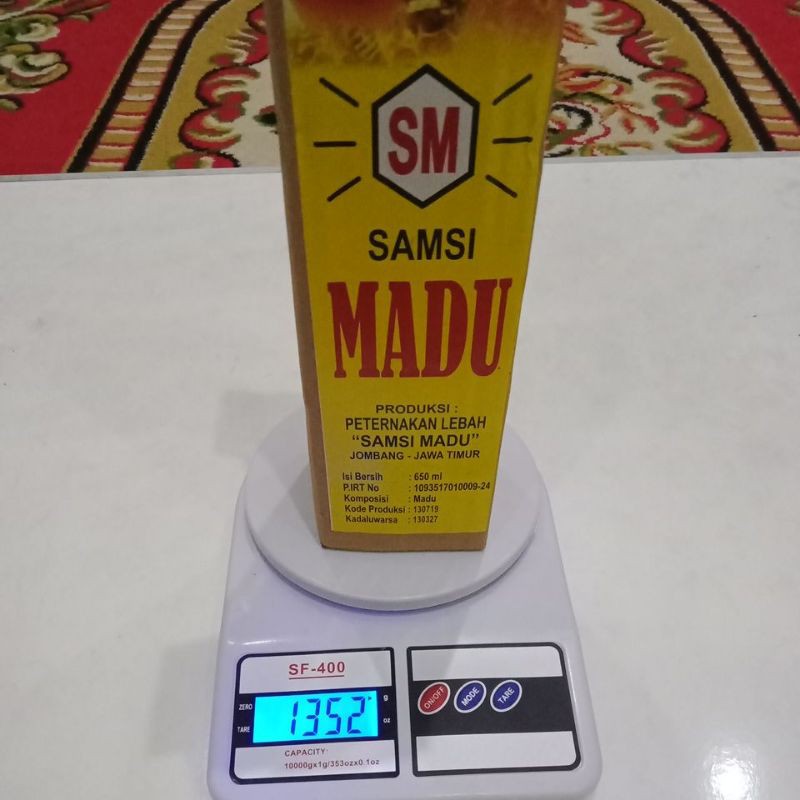 SM
SAMSI
MADU
PRODUKSI :
PETERNAKAN LEBAH
“SAMSI MADU”
JOMBANG - JAWA TIMUR
Isi Bersih : 650 ml
P.IRT No : 1093517010009-24
Komposisi : Madu
Kode Produksi : 130719
Kadaluwarsa : 130327
SF-400
ZERO
TARE
1352
g
oz
CAPACITY:
10000gx1g/353ozx0.1oz
ON/OFF
MODE
TARE